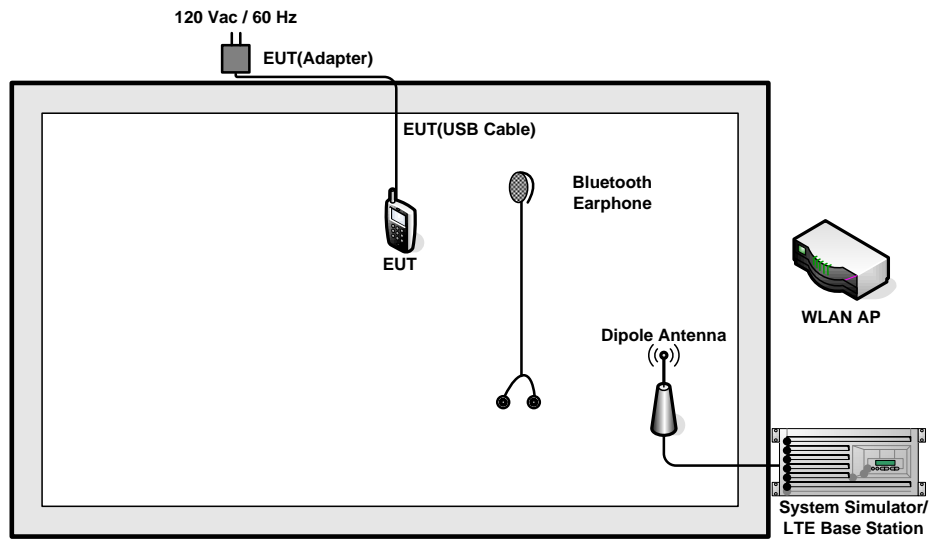 120 Vac / 60 Hz
EUT(Adapter)
EUT(USB Cable)
Bluetooth
Earphone
EUT
WLAN AP
Dipole Antenna
System Simulator/
LTE Base Station